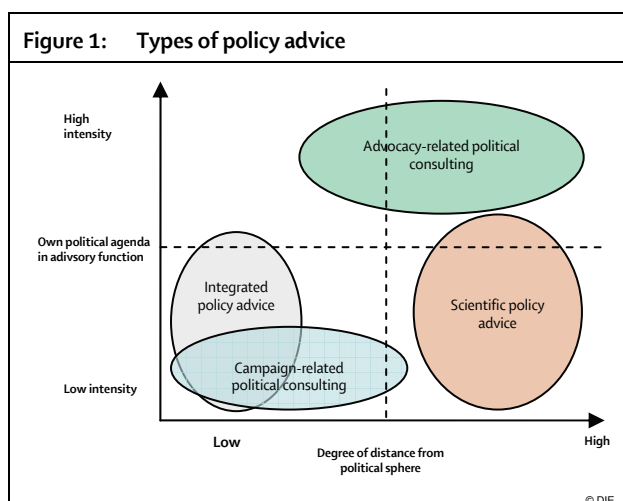 Figure 1: Types of policy advice
High
intensity
Advocacy-related political
consulting
Own political agenda
in adivsory function
Integrated
policy advice
Scientific policy
advice
Campaign-related
political consulting
Low intensity
Low
High
Degree of distance from
political sphere
© DIE